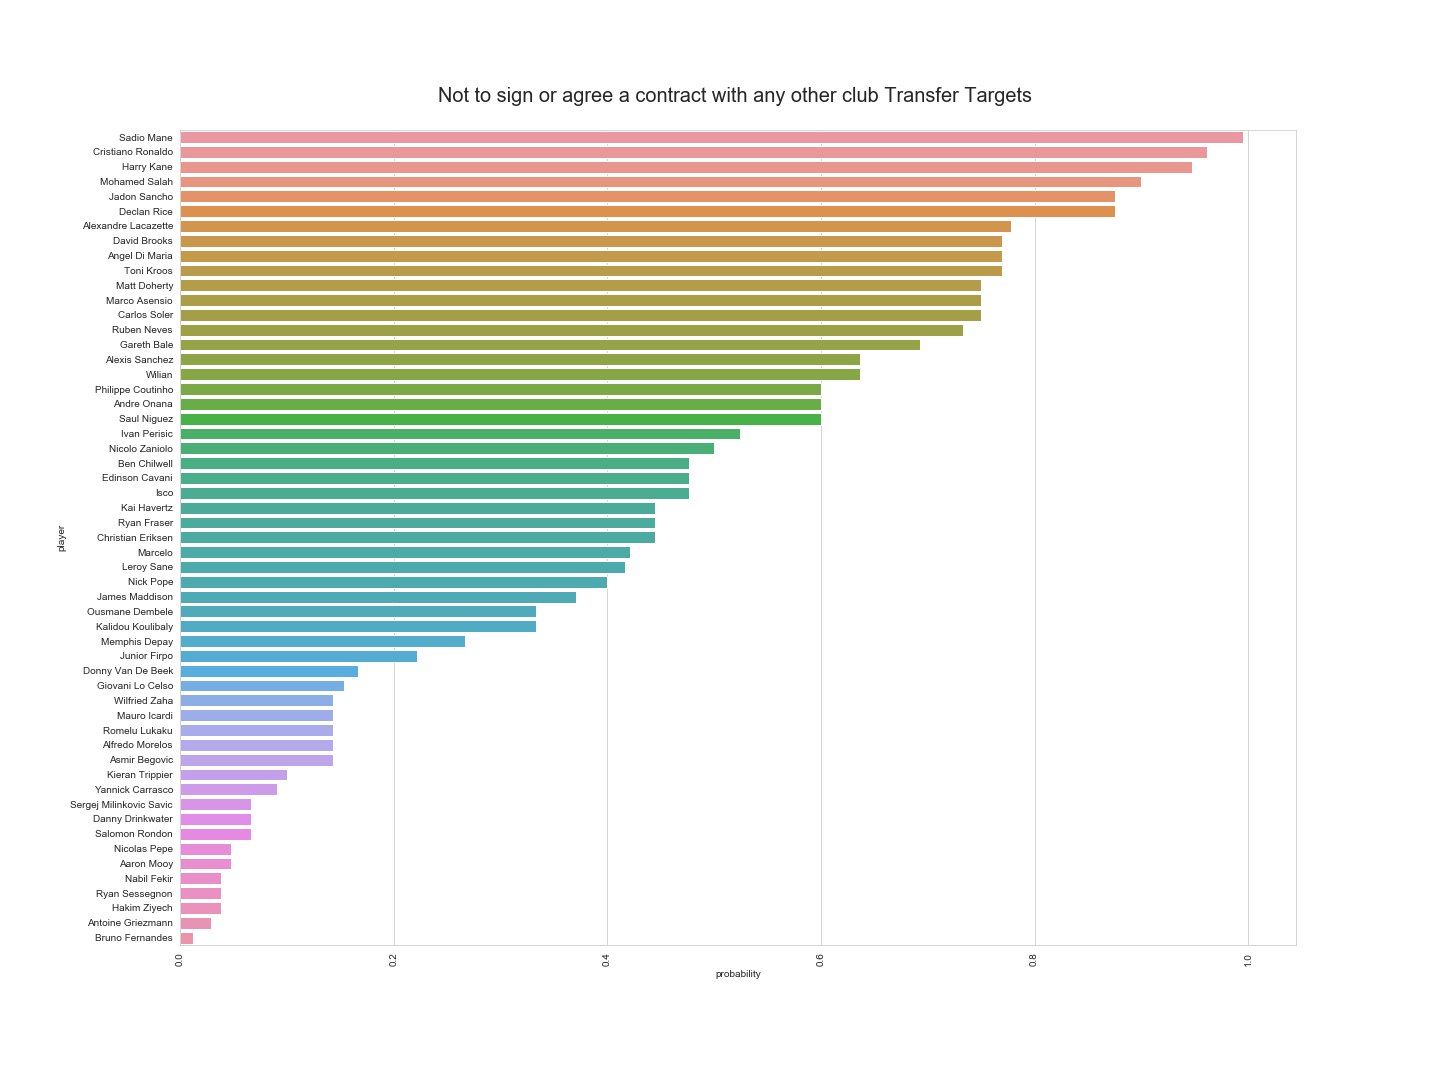 Not to sign or agree a contract with any other club Transfer Targets
Sadio Mane
Cristiano Ronaldo
Harry Kane
Mohamed Salah
Jadon Sancho
Declan Rice
Alexandre Lacazette
David Brooks
Angel Di Maria
Toni Kroos
Matt Doherty
Marco Asensio
Carlos Soler
Ruben Neves
Gareth Bale
Alexis Sanchez
Wilian
Philippe Coutinho
Andre Onana
Saul Niguez
Ivan Perisic
Nicolo Zaniolo
Ben Chilwell
Edinson Cavani
Isco
Kai Havertz
Ryan Fraser
Christian Eriksen
Marcelo
Leroy Sane
Nick Pope
James Maddison
Ousmane Dembele
Kalidou Koulibaly
Memphis Depay
Junior Firpo
Donny Van De Beek
Giovani Lo Celso
Wilfried Zaha
Mauro Icardi
Romelu Lukaku
Alfredo Morelos
Asmir Begovic
Kieran Trippier
Yannick Carrasco
Sergej Milinkovic Savic
Danny Drinkwater
Salomon Rondon
Nicolas Pepe
Aaron Mooy
Nabil Fekir
Ryan Sessegnon
Hakim Ziyech
Antoine Griezmann
Bruno Fernandes
player
0.0
0.2
0.4
0.6
0.8
1.0
probability